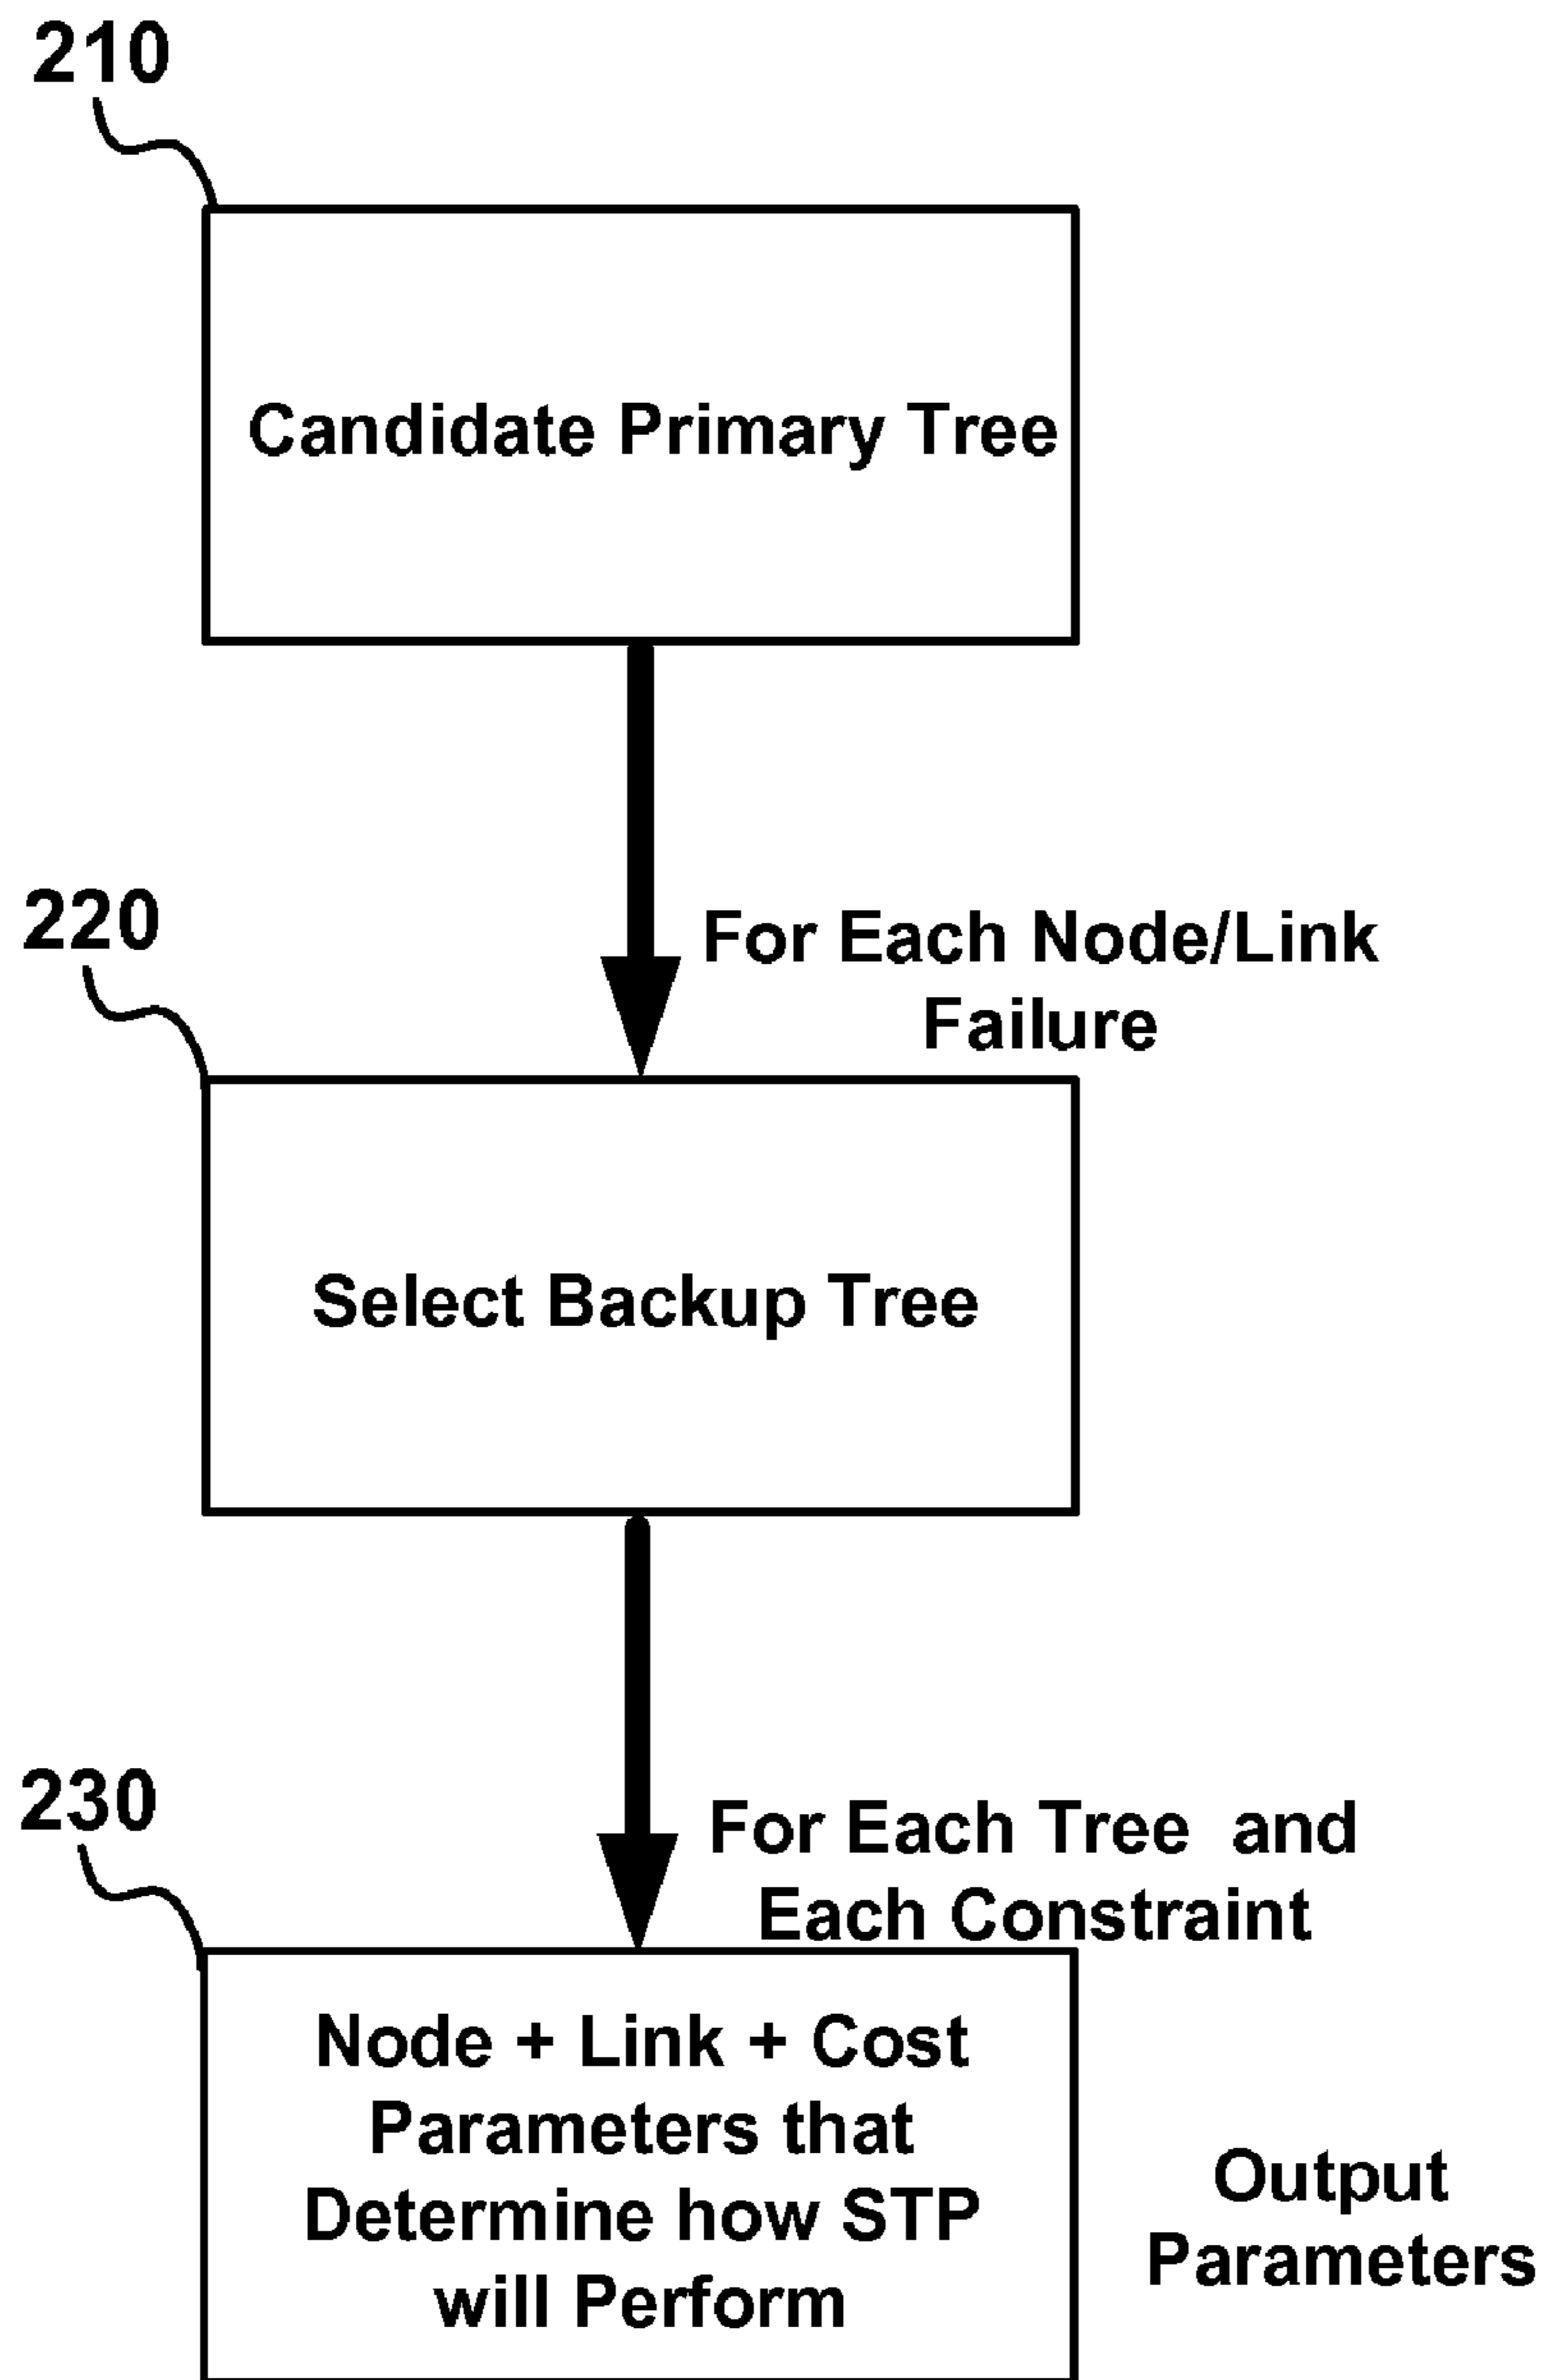 210
Candidate Primary Tree
For Each Node/Link
Failure
220
Select Backup Tree
For Each Tree and
Each Constraint
230
Node + Link + Cost
Parameters that
Determine how STP
will Perform
Output
Parameters